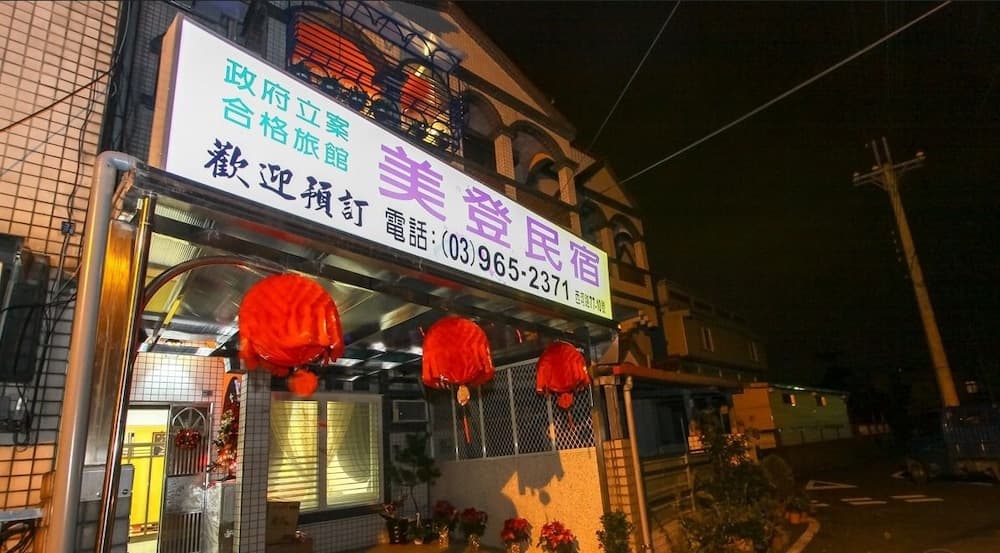 政府立案
合格旅館
歡迎預訂
美登民宿
電話：(03)965-2371